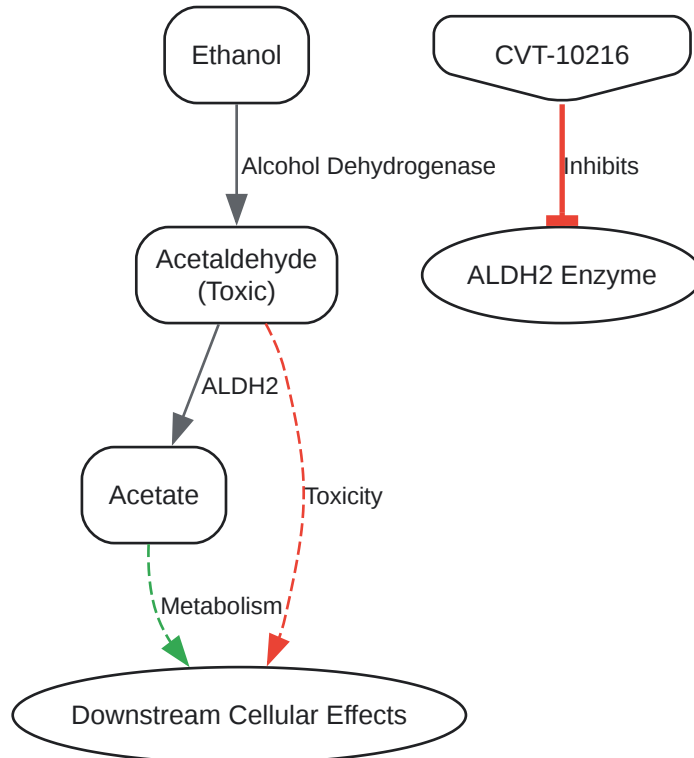 Ethanol
CVT-10216
Alcohol Dehydrogenase
Inhibits
Acetaldehyde
(Toxic)
ALDH2 Enzyme
ALDH2
Acetate
Toxicity
Metabolism
Downstream Cellular Effects